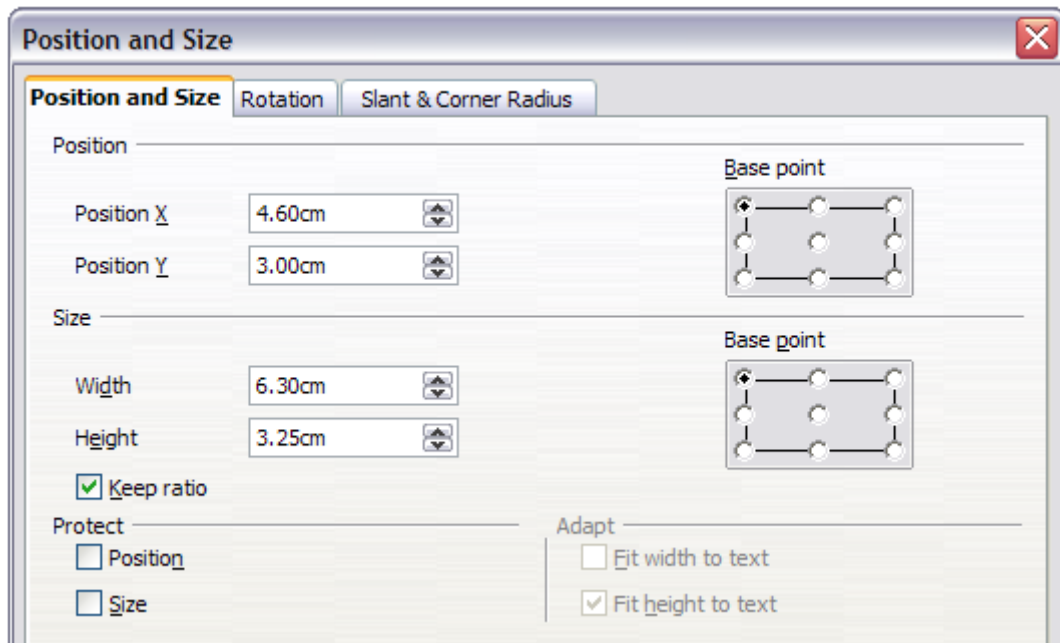 Position and Size
Position and Size Rotation Slant & Corner Radius
Position
Base point
Position X 4.60cm
Position Y 3.00cm
Size
Base point
Width 6.30cm
Height 3.25cm
Keep ratio
Protect Adapt
Position Fit width to text
Size Fit height to text